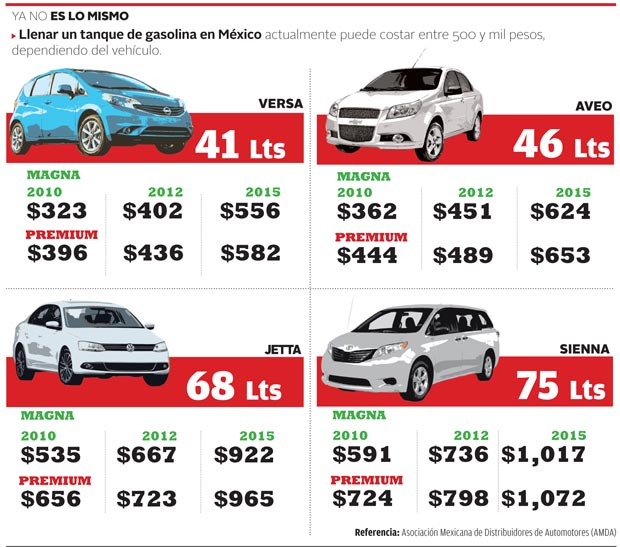 YA NO ES LO MISMO
Llenar un tanque de gasolina en México actualmente puede costar entre 500 y mil pesos,
dependiendo del vehículo.
VERSA
41 Lts
MAGNA
2010 2012 2015
$323 $402 $556
PREMIUM
$396 $436 $582
AVEO
46 Lts
MAGNA
2010 2012 2015
$362 $451 $624
PREMIUM
$444 $489 $653
JETTA
68 Lts
MAGNA
2010 2012 2015
$535 $667 $922
PREMIUM
$656 $723 $965
SIENNA
75 Lts
MAGNA
2010 2012 2015
$591 $736 $1,017
PREMIUM
$724 $798 $1,072
Referencia: Asociación Mexicana de Distribuidores de Automotores (AMDA)